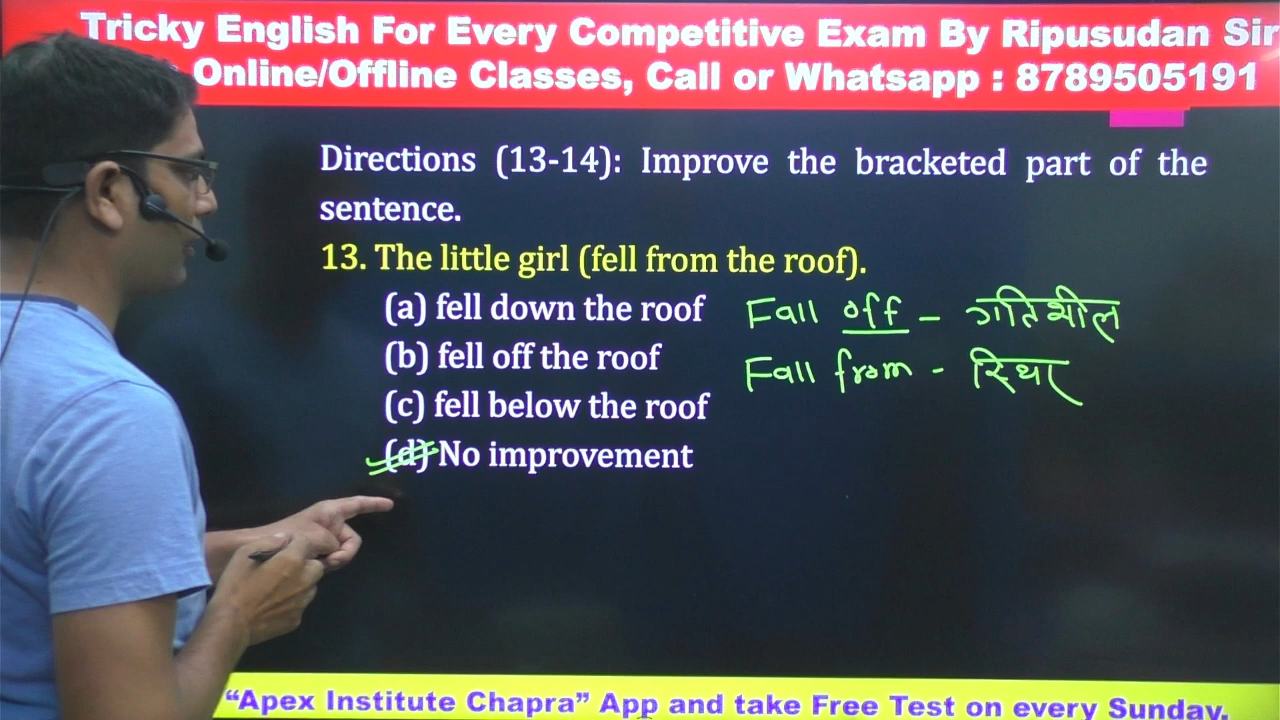 Tricky English For Every Competitive Exam By Ripusudan Sir
Online/Offline Classes, Call or Whatsapp : 8789505191
Directions (13-14): Improve the bracketed part of the
sentence.
13. The little girl (fell from the roof).
(a) fell down the roof
Fall off – गतिशील
(b) fell off the roof
Fall from - स्थिर
(c) fell below the roof
(d) No improvement
“Apex Institute Chapra” App and take Free Test on every Sunday.